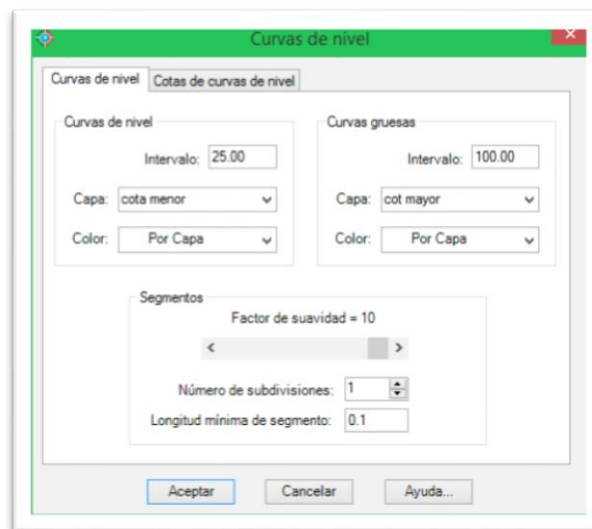 Curvas de nivel
Curvas de nivel Cotas de curvas de nivel
Curvas de nivel
Intervalo: 25.00
Capa: cota menor
Color: Por Capa
Curvas gruesas
Intervalo: 100.00
Capa: cot mayor
Color: Por Capa
Segmentos
Factor de suavidad = 10
Número de subdivisiones: 1
Longitud mínima de segmento: 0.1
Aceptar Cancelar Ayuda...